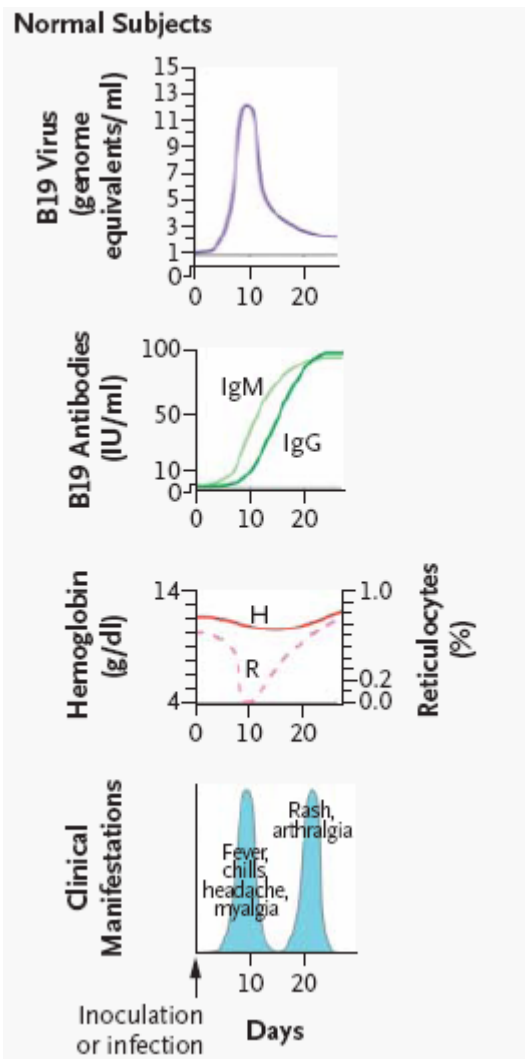 Normal Subjects
B19 Virus
(genome
equivalents/ml)
15
13
11
9
7
5
3
1
0
0
10
20
B19 Antibodies
(IU/ml)
100
50
10
0
IgM
IgG
0
10
20
Hemoglobin
(g/dl)
14
4
H
R
1.0
0.2
0.0
Reticulocytes
(%)
0
10
20
Clinical
Manifestations
Fever,
chills,
headache,
myalgia
Rash,
arthralgia
10
20
Inoculation
or infection
Days